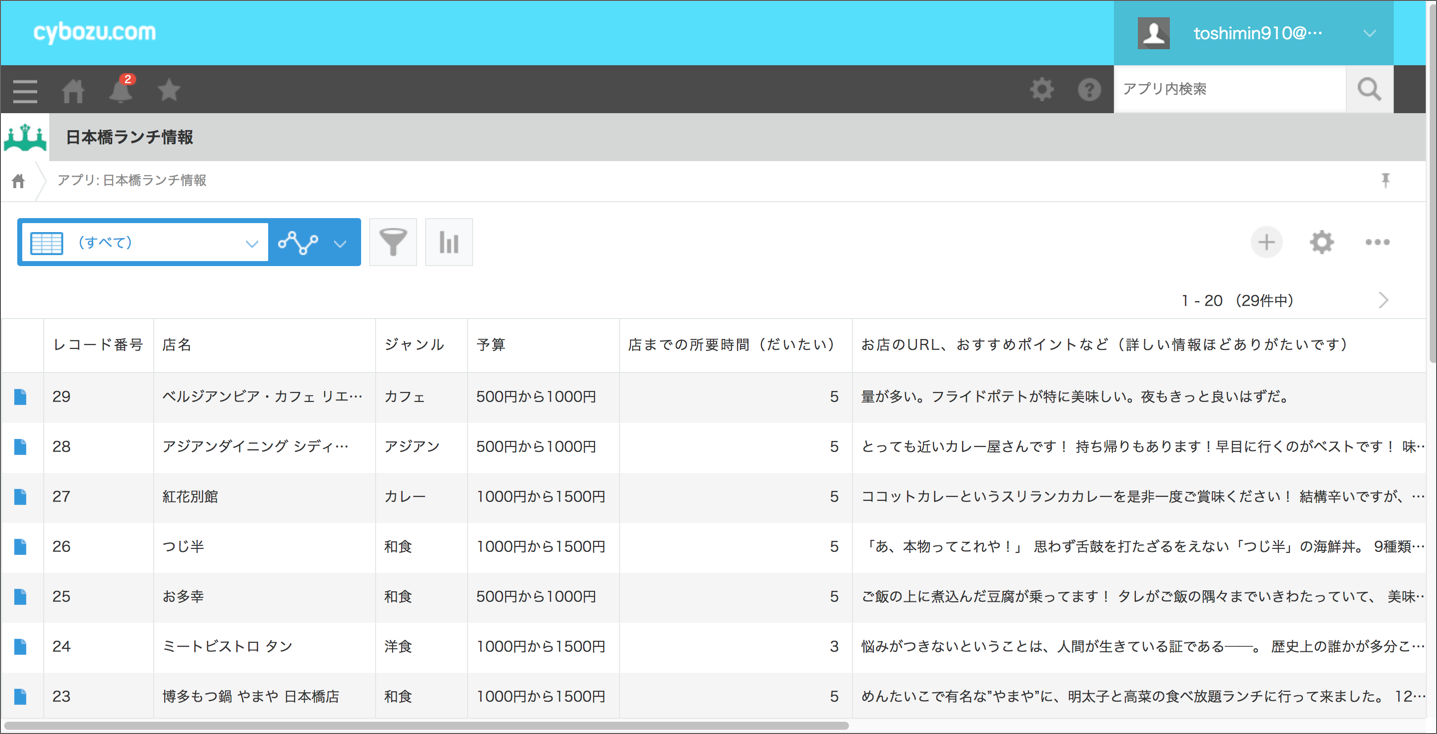 cybozu.com
toshimin910@…
2
アプリ内検索
日本橋ランチ情報
アプリ: 日本橋ランチ情報
（すべて）
1 - 20 （29件中）
レコード番号 店名 ジャンル 予算 店までの所要時間（だいたい） お店のURL、おすすめポイントなど（詳しい情報ほどありがたいです）
29 ベルジアンビア・カフェ リエ… カフェ 500円から1000円 5 量が多い。フライドポテトが特に美味しい。夜もきっと良いはずだ。
28 アジアンダイニング シディ… アジアン 500円から1000円 5 とっても近いカレー屋さんです！ 持ち帰りもあります！早目に行くのがベストです！ 味…
27 紅花別館 カレー 1000円から1500円 5 ココットカレーというスリランカカレーを是非一度ご賞味ください！ 結構辛いですが、…
26 つじ半 和食 1000円から1500円 5 「あ、本物ってこれや！」 思わず舌鼓を打たざるをえない「つじ半」の海鮮丼。 9種類…
25 お多幸 和食 500円から1000円 5 ご飯の上に煮込んだ豆腐が乗ってます！ タレがご飯の隅々までいきわたっていて、 美味…
24 ミートビストロ タン 洋食 1000円から1500円 3 悩みがつきないということは、人間が生きている証である――。 歴史上の誰かが多分こ…
23 博多もつ鍋 やまや 日本橋店 和食 1000円から1500円 5 めんたいこで有名な”やまや”に、明太子と高菜の食べ放題ランチに行って来ました。 12…